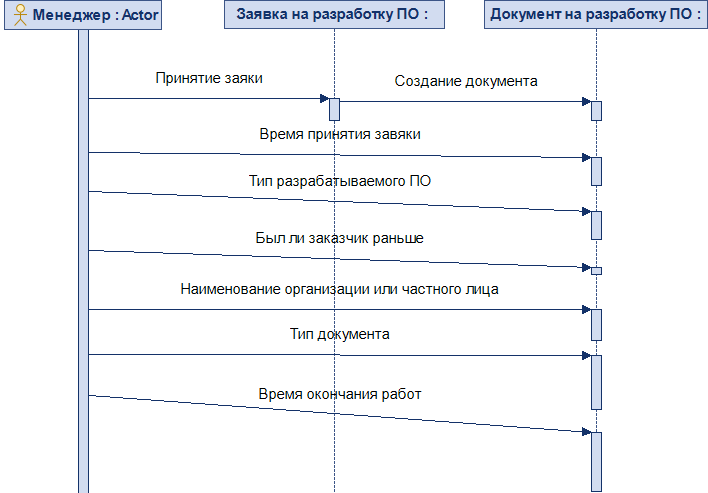 Менеджер : Actor
Заявка на разработку ПО :
Документ на разработку ПО :
Принятие заяки
Создание документа
Время принятия завяки
Тип разрабатываемого ПО
Был ли заказчик раньше
Наименование организации или частного лица
Тип документа
Время окончания работ